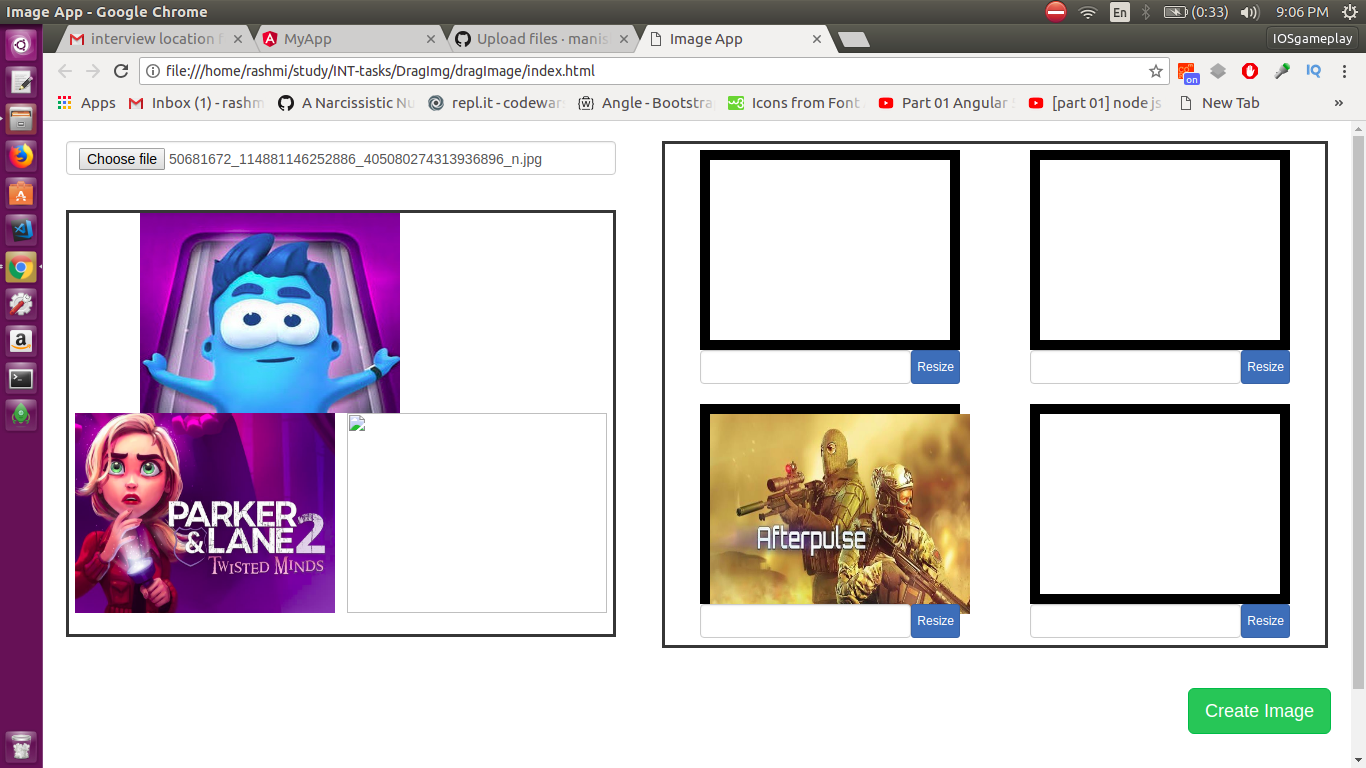 Image App - Google Chrome
En (0:33) 9:06 PM
interview location f
MyApp
Upload files · manis
Image App
IOSgameplay
file:///home/rashmi/study/INT-tasks/DragImg/dragImage/index.html
on
IQ
Apps
Inbox (1) - rashm
A Narcissistic Nu
repl.it - codewar
Angle - Bootstra
Icons from Font
Part 01 Angular
[part 01] node js
New Tab
»
Choose file 50681672_114881146252886_405080274313936896_n.jpg
Resize
Resize
PARKER
& LANE 2
TWISTED MINDS
Afterpulse
Resize
Resize
Create Image